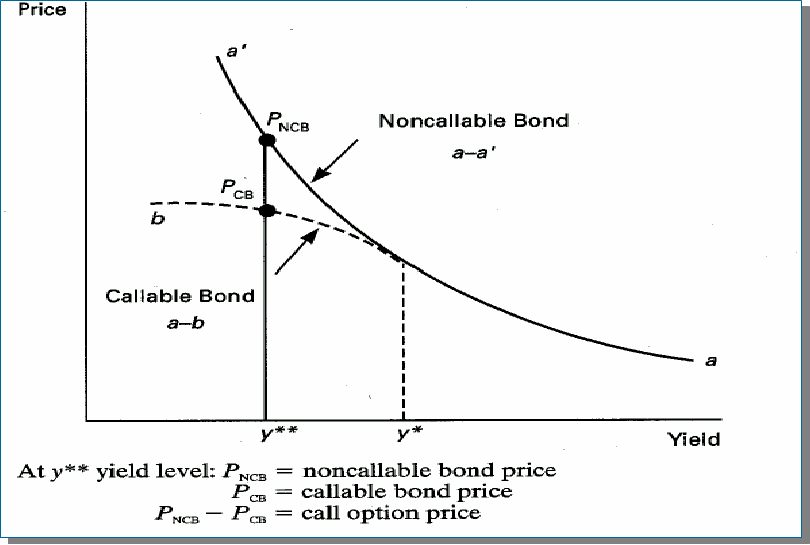 Price
a'
P_NCB
Noncallable Bond
a–a'
P_CB
b
Callable Bond
a–b
a
y**
y*
Yield
At y** yield level: P_NCB = noncallable bond price
P_CB = callable bond price
P_NCB − P_CB = call option price